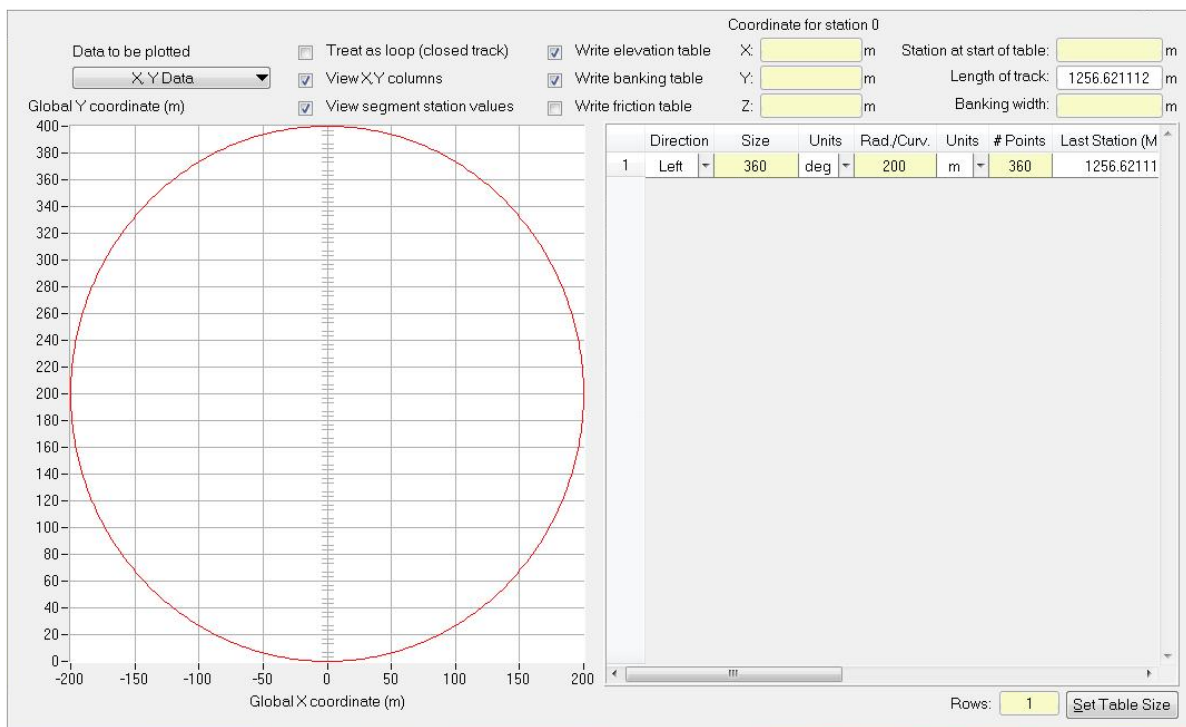 Coordinate for station 0
Data to be plotted
X, Y Data
Treat as loop (closed track)
View X,Y columns
View segment station values
Write elevation table
Write banking table
Write friction table
X: m
Y: m
Z: m
Station at start of table: m
Length of track: 1256.621112 m
Banking width: m
Global Y coordinate (m)
400
380
360
340
320
300
280
260
240
220
200
180
160
140
120
100
80
60
40
20
0
-200 -150 -100 -50 0 50 100 150 200
Global X coordinate (m)
Direction Size Units Rad./Curv. Units # Points Last Station (M
1 Left 360 deg 200 m 360 1256.62111
Rows: 1 Set Table Size